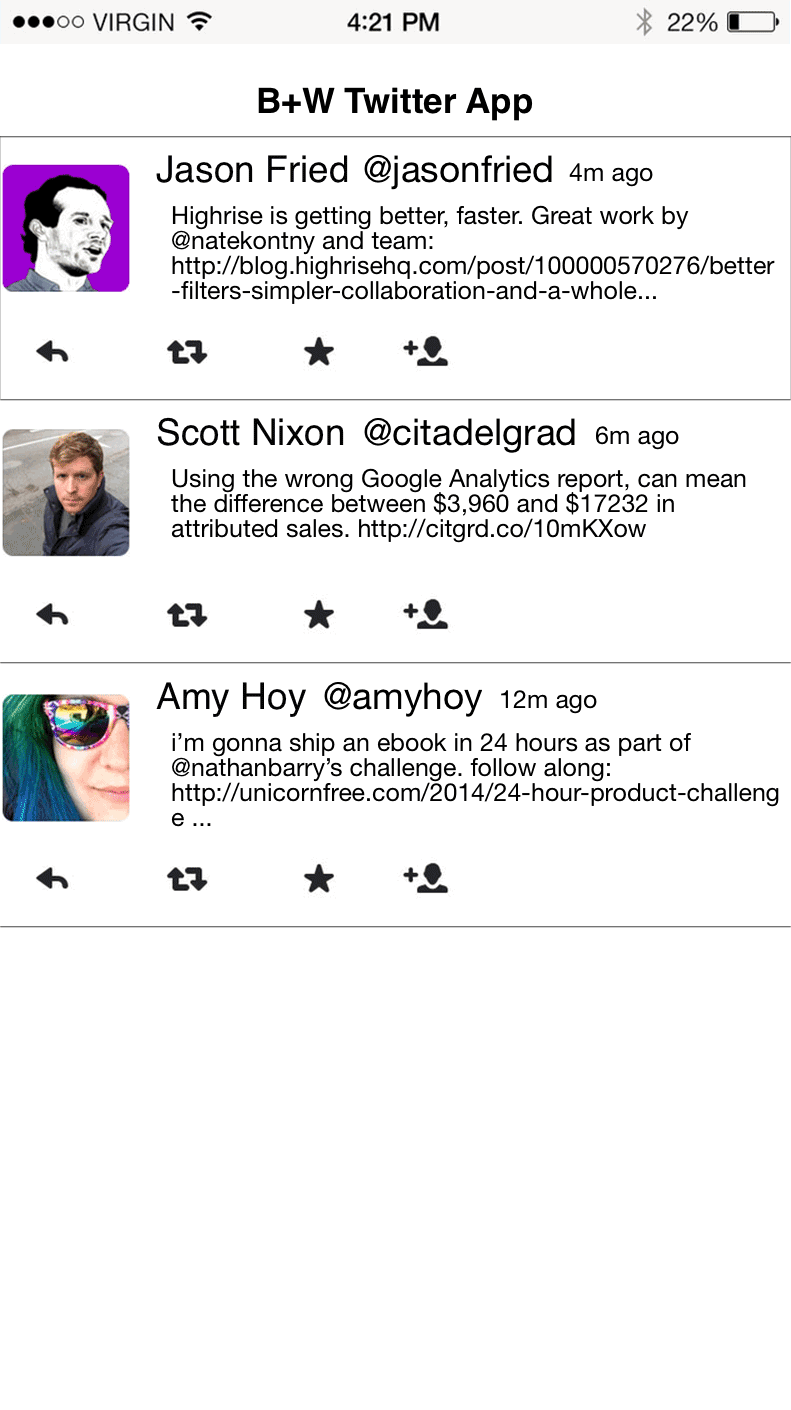 VIRGIN 4:21 PM 22%
B+W Twitter App
Jason Fried @jasonfried 4m ago
Highrise is getting better, faster. Great work by
@natekontny and team:
http://blog.highrisehq.com/post/100000570276/better
-filters-simpler-collaboration-and-a-whole...
Scott Nixon @citadelgrad 6m ago
Using the wrong Google Analytics report, can mean
the difference between $3,960 and $17232 in
attributed sales. http://citgrd.co/10mKXow
Amy Hoy @amyhoy 12m ago
i’m gonna ship an ebook in 24 hours as part of
@nathanbarry’s challenge. follow along:
http://unicornfree.com/2014/24-hour-product-challeng
e ...